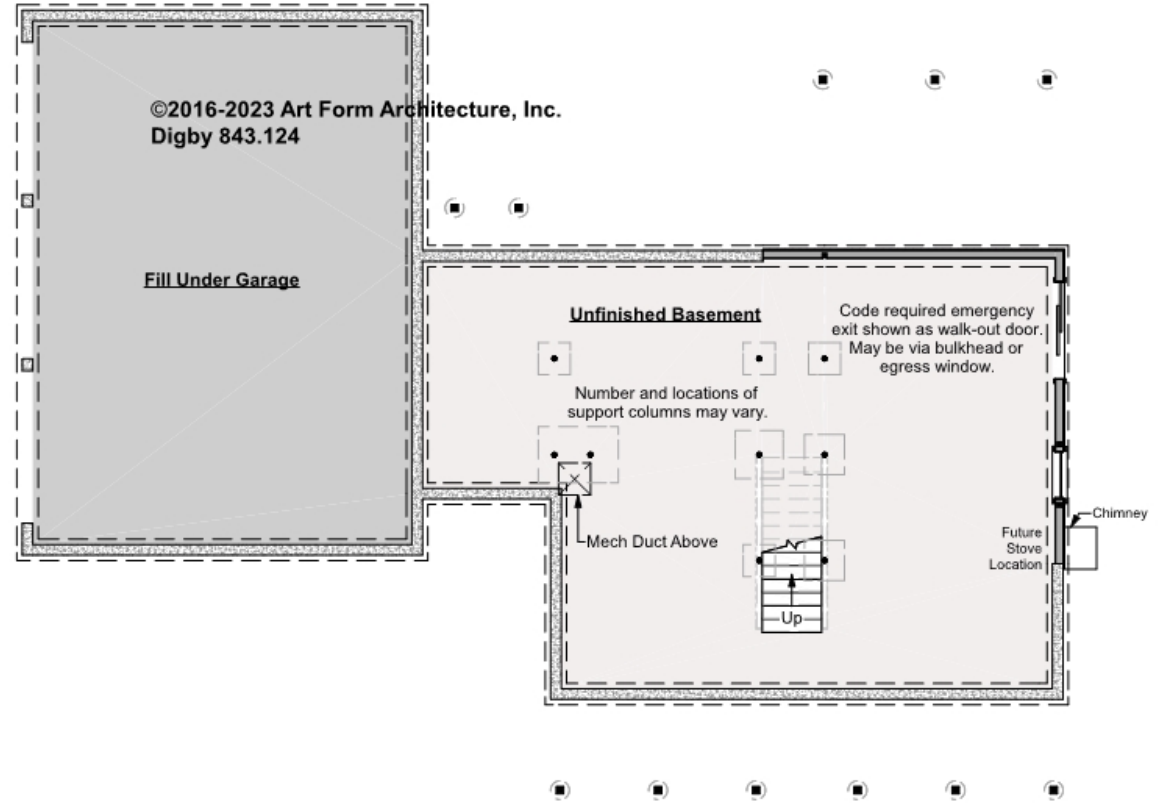 ©2016-2023 Art Form Architecture, Inc.
Digby 843.124
Fill Under Garage
Unfinished Basement
Code required emergency
exit shown as walk-out door.
May be via bulkhead or
egress window.
Number and locations of
support columns may vary.
Mech Duct Above
Chimney
Future
Stove
Location
Up